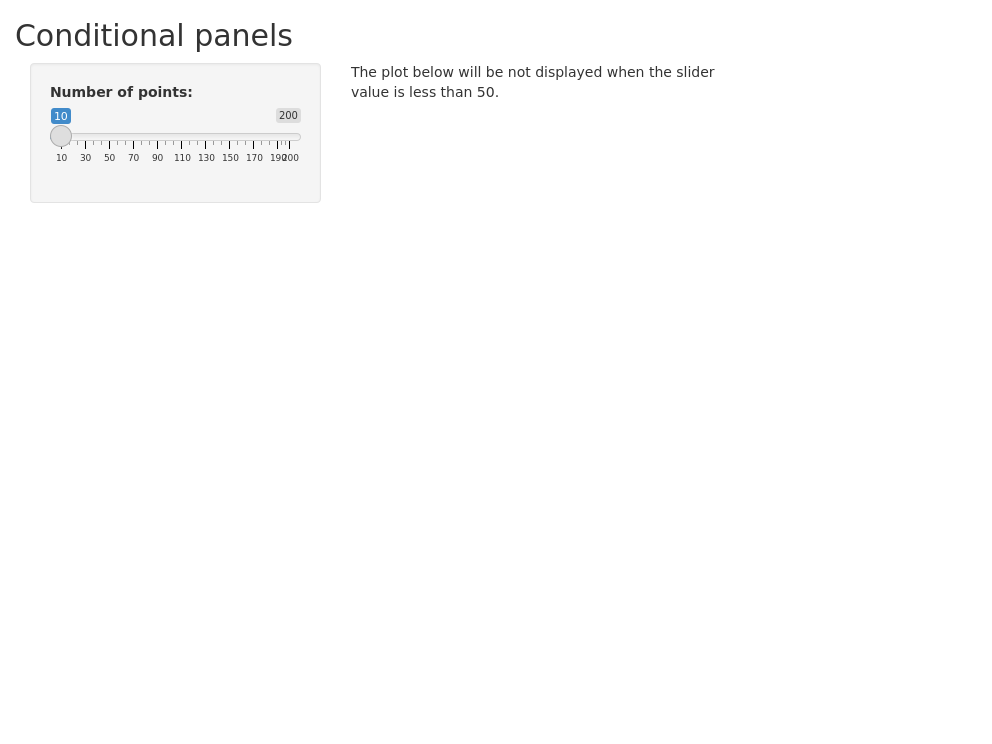 Conditional panels
Number of points:
10 200
10 30 50 70 90 110 130 150 170 190 200
The plot below will be not displayed when the slider
value is less than 50.